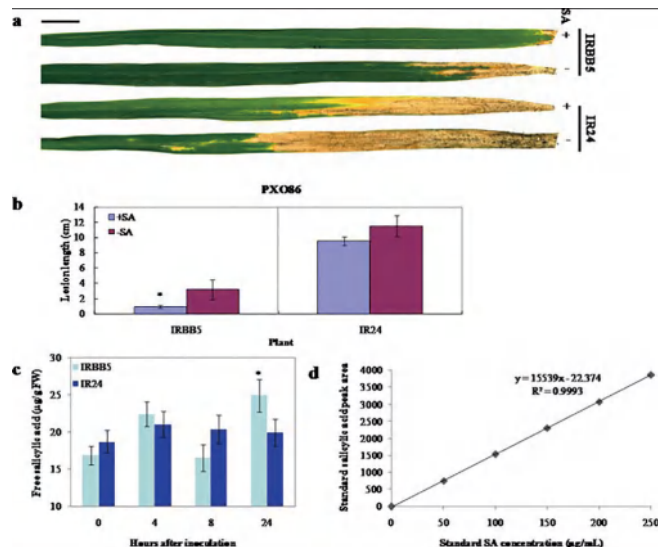 a
SA
+
-
IRBB5
+
-
IR24
PXO86
b
Lesion length (cm)
14
12
10
8
6
4
2
0
+SA
-SA
*
IRBB5
IR24
Plant
c
Free salicylic acid (µg/gFW)
30
25
20
15
10
IRBB5
IR24
*
0
4
8
24
Hours after inoculation
d
Standard salicylic acid peak area
4000
3500
3000
2500
2000
1500
1000
500
0
y = 15539x - 22.374
R² = 0.9993
0
50
100
150
200
250
Standard SA concentration (µg/mL)